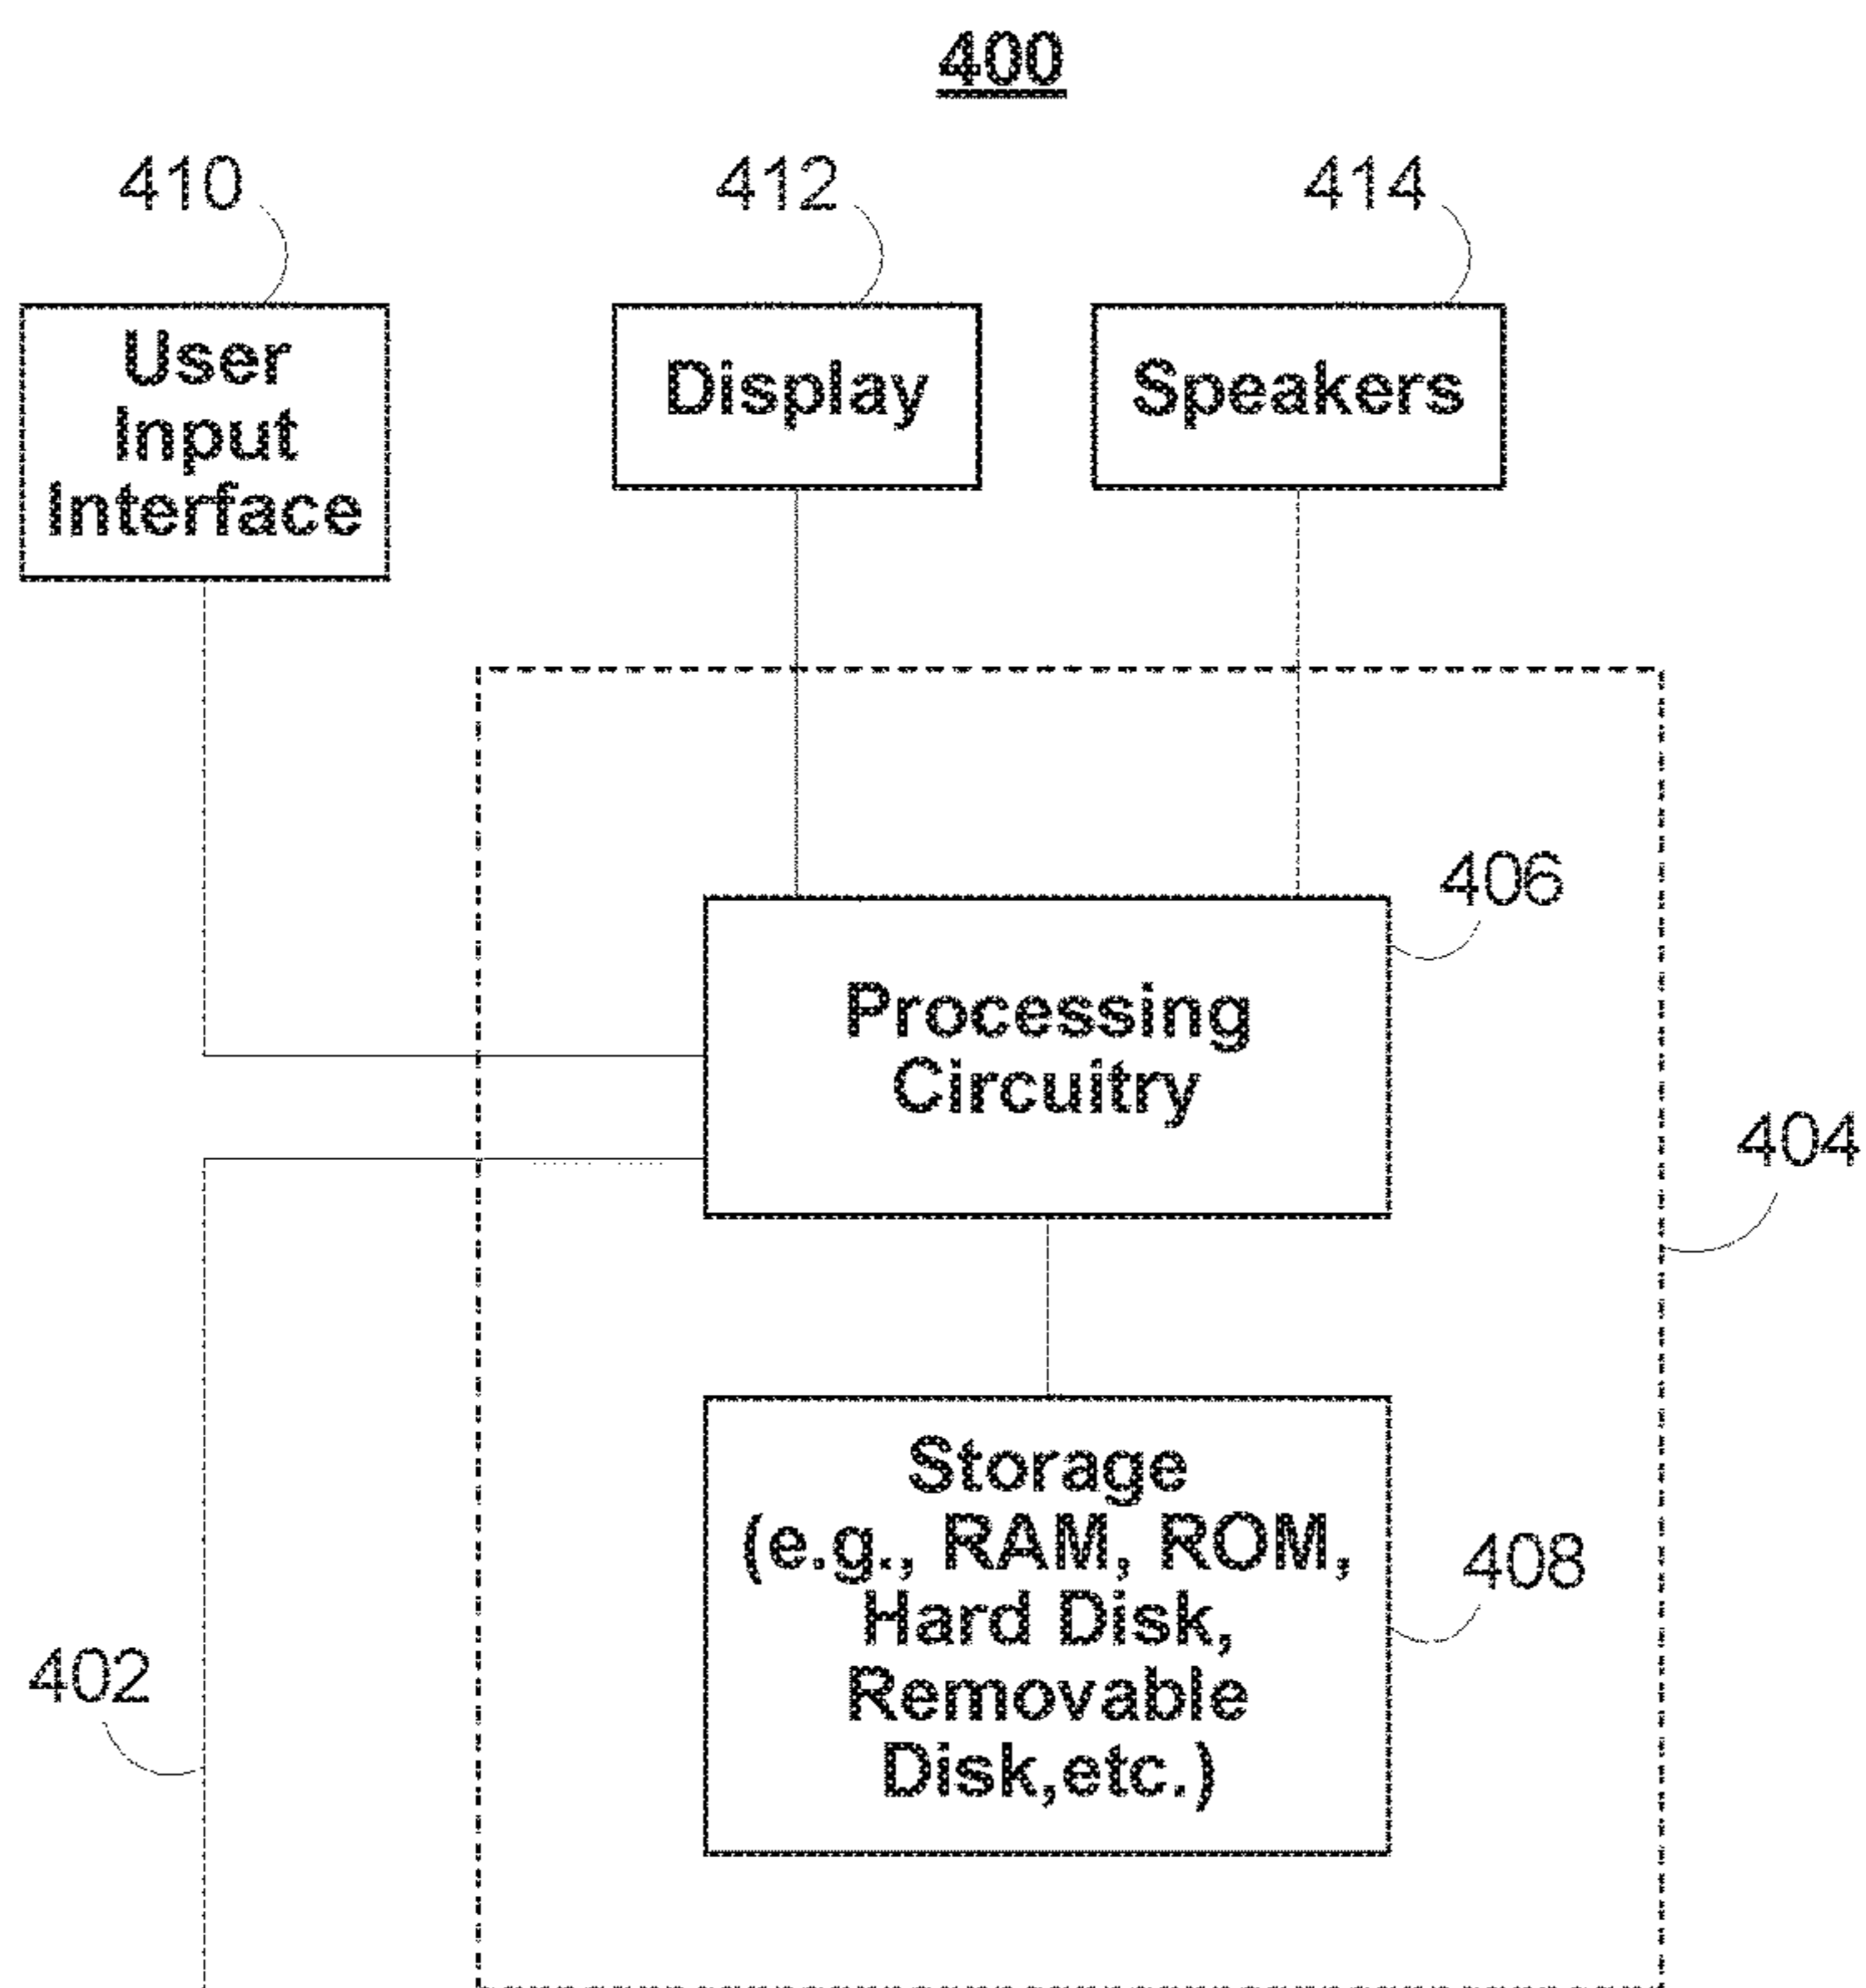 400
410
412
414
User
Input
Interface
Display
Speakers
406
Processing
Circuitry
404
Storage
(e.g., RAM, ROM,
Hard Disk,
Removable
Disk,etc.)
408
402